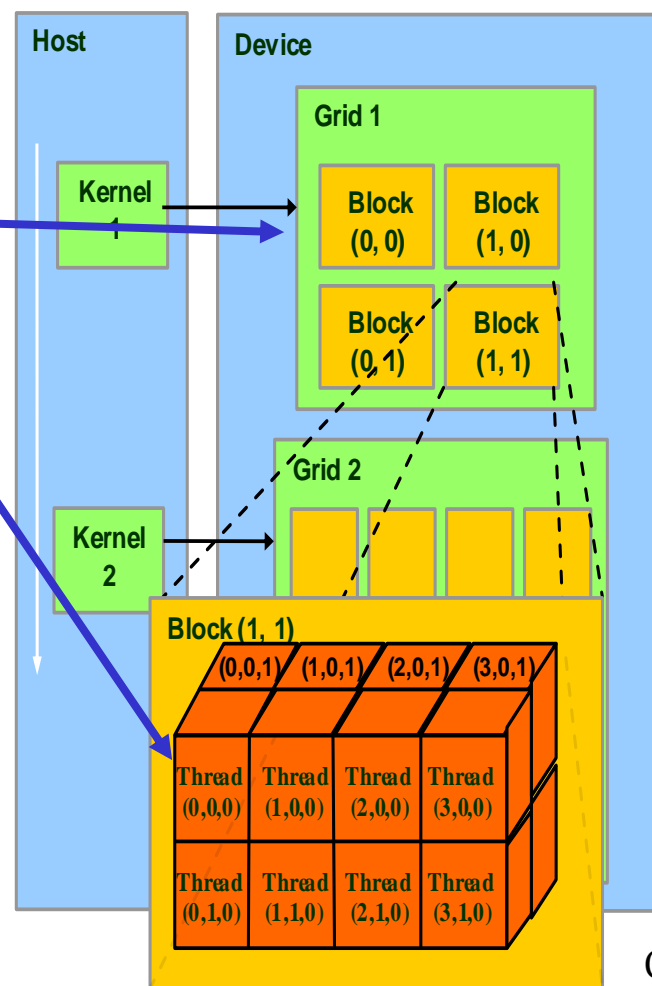 Host
Device
Grid 1
Kernel
1
Block
(0, 0)
Block
(1, 0)
Block
(0, 1)
Block
(1, 1)
Grid 2
Kernel
2
Block (1, 1)
(0,0,1) (1,0,1) (2,0,1) (3,0,1)
Thread
(0,0,0)
Thread
(1,0,0)
Thread
(2,0,0)
Thread
(3,0,0)
Thread
(0,1,0)
Thread
(1,1,0)
Thread
(2,1,0)
Thread
(3,1,0)